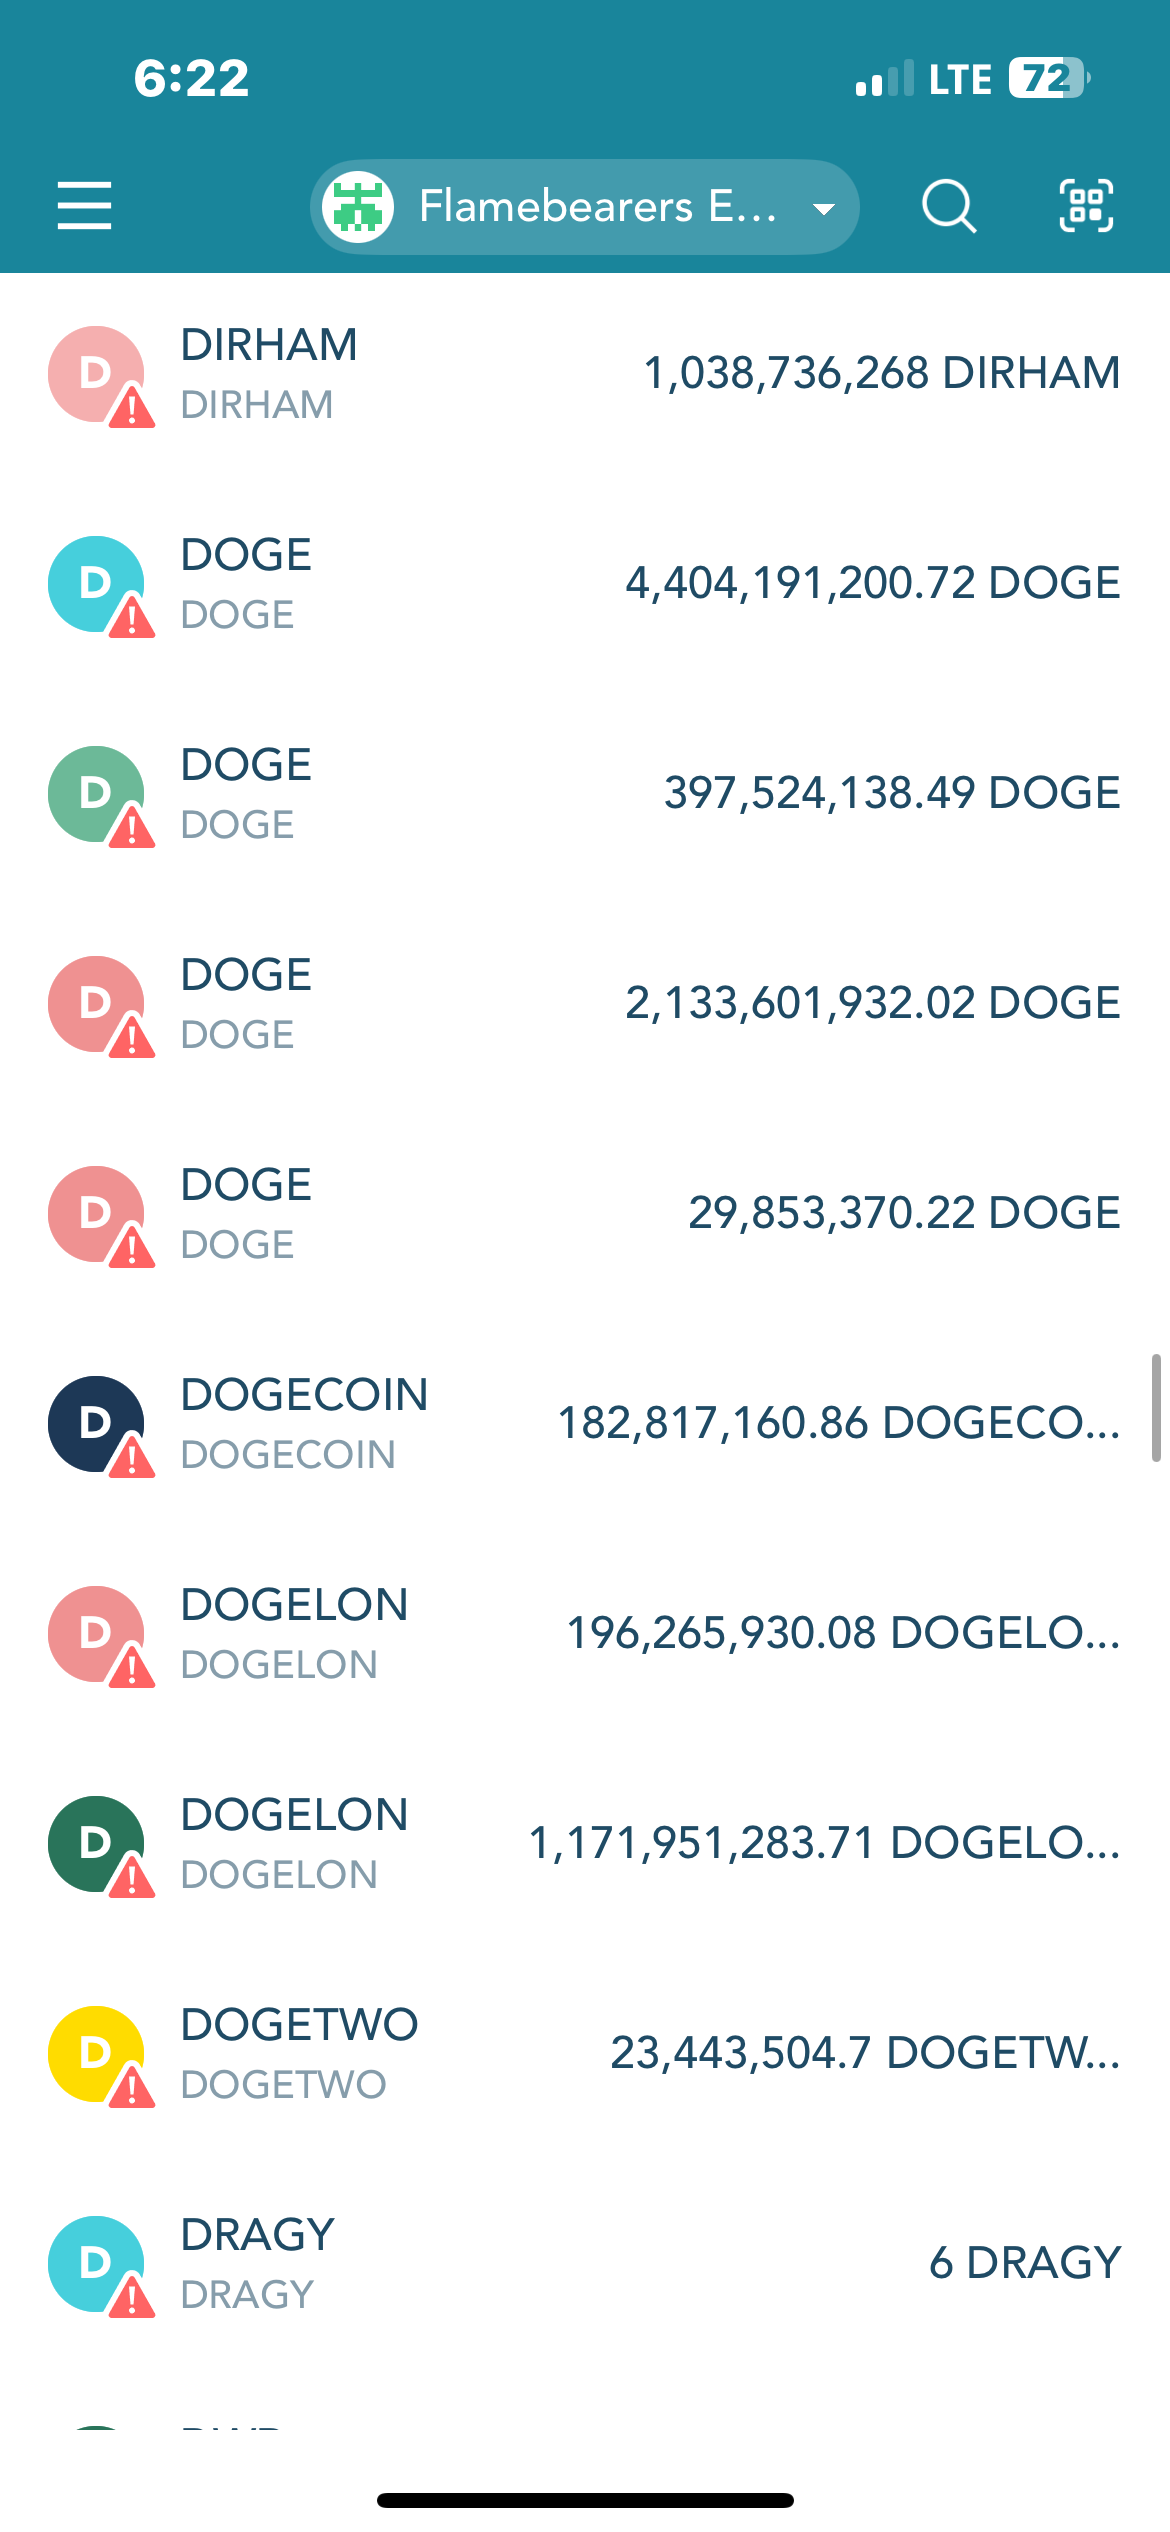 6:22
LTE 72
Flamebearers E...
D
DIRHAM
1,038,736,268 DIRHAM
DIRHAM
D
DOGE
4,404,191,200.72 DOGE
DOGE
D
DOGE
397,524,138.49 DOGE
DOGE
D
DOGE
2,133,601,932.02 DOGE
DOGE
D
DOGE
29,853,370.22 DOGE
DOGE
D
DOGECOIN
182,817,160.86 DOGECO...
DOGECOIN
D
DOGELON
196,265,930.08 DOGELO...
DOGELON
D
DOGELON
1,171,951,283.71 DOGELO...
DOGELON
D
DOGETWO
23,443,504.7 DOGETW...
DOGETWO
D
DRAGY
6 DRAGY
DRAGY